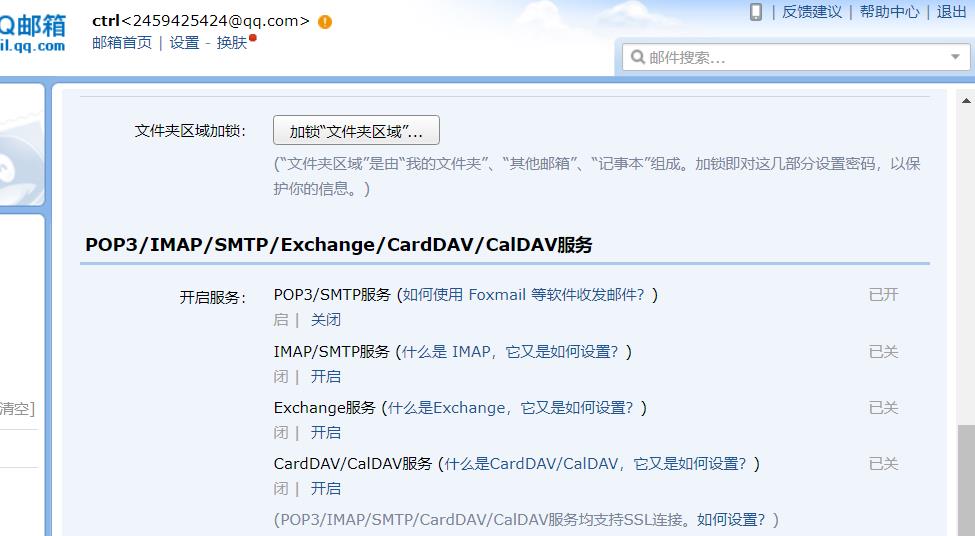 Q邮箱
il.qq.com
ctrl<2459425424@qq.com>
邮箱首页 | 设置 - 换肤
| 反馈建议 | 帮助中心 | 退出
邮件搜索...
文件夹区域加锁： 加锁“文件夹区域”...
(“文件夹区域”是由“我的文件夹”、“其他邮箱”、“记事本”组成。加锁即对这几部分设置密码，以保
护你的信息。)
POP3/IMAP/SMTP/Exchange/CardDAV/CalDAV服务
开启服务： POP3/SMTP服务 (如何使用 Foxmail 等软件收发邮件？) 已开
启 | 关闭
IMAP/SMTP服务 (什么是 IMAP，它又是如何设置？) 已关
闭 | 开启
清空]
Exchange服务 (什么是Exchange，它又是如何设置？) 已关
闭 | 开启
CardDAV/CalDAV服务 (什么是CardDAV/CalDAV，它又是如何设置？) 已关
闭 | 开启
(POP3/IMAP/SMTP/CardDAV/CalDAV服务均支持SSL连接。如何设置？)